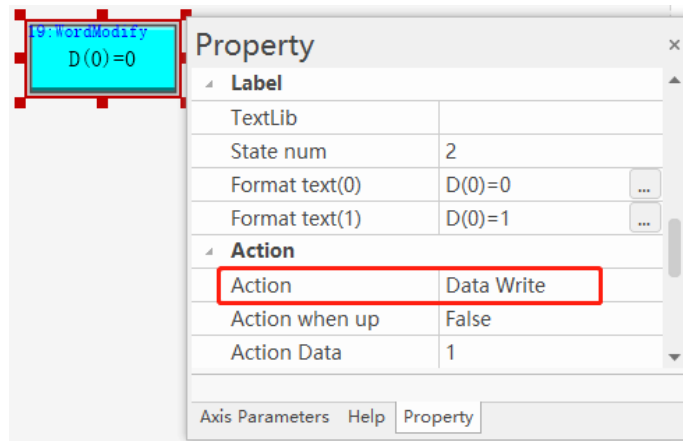 19:WordModify
D(0)=0
Property
Label
TextLib
State num 2
Format text(0) D(0)=0 ...
Format text(1) D(0)=1 ...
Action
Action Data Write
Action when up False
Action Data 1
Axis Parameters Help Property